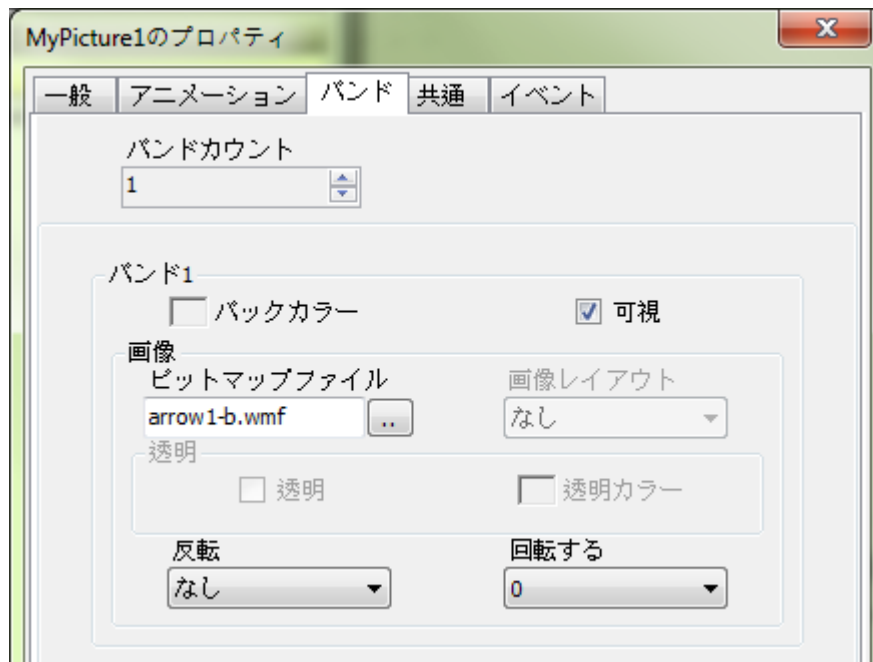 MyPicture1のプロパティ
一般 アニメーション バンド 共通 イベント
バンドカウント
1
バンド1
バックカラー 可視
画像
ビットマップファイル 画像レイアウト
arrow1-b.wmf .. なし
透明
透明 透明カラー
反転 回転する
なし 0